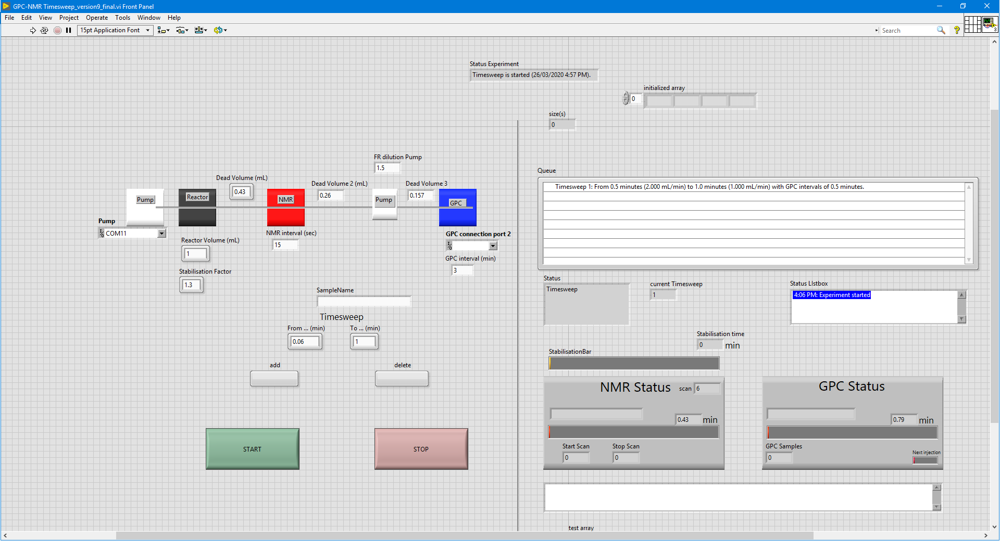 GPC-NMR Timesweep_version9_final.vi Front Panel
File Edit View Project Operate Tools Window Help
15pt Application Font
Search
3
Status Experiment
Timesweep is started (26/03/2020 4:57 PM).
initialized array
0
size(s)
0
FR dilution Pump
1.5
Dead Volume (mL)
0.43
Dead Volume 2 (mL)
0.26
Dead Volume 3
0.157
Pump
Reactor
NMR
Pump
GPC
Pump
COM11
Reactor Volume (mL)
1
Stabilisation Factor
1.3
NMR interval (sec)
15
GPC connection port 2
GPC interval (min)
3
SampleName
Timesweep
From ... (min)
0.06
To ... (min)
1
add
delete
START
STOP
Queue
Timesweep 1: From 0.5 minutes (2.000 mL/min) to 1.0 minutes (1.000 mL/min) with GPC intervals of 0.5 minutes.
Status
Timesweep
current Timesweep
1
Status LIstbox
4:06 PM: Experiment started
Stabilisation time
0 min
StabilisationBar
NMR Status
scan 6
0.43 min
Start Scan
0
Stop Scan
0
GPC Status
0.79 min
GPC Samples
0
Next injection
test array